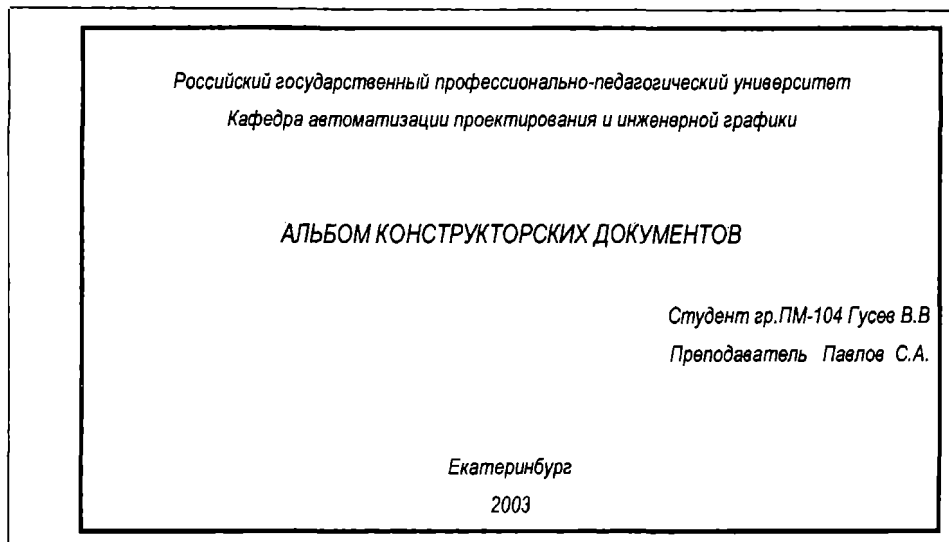 Российский государственный профессионально-педагогический университет
Кафедра автоматизации проектирования и инженерной графики
АЛЬБОМ КОНСТРУКТОРСКИХ ДОКУМЕНТОВ
Студент гр.ПМ-104 Гусев В.В
Преподаватель Павлов С.А.
Екатеринбург
2003